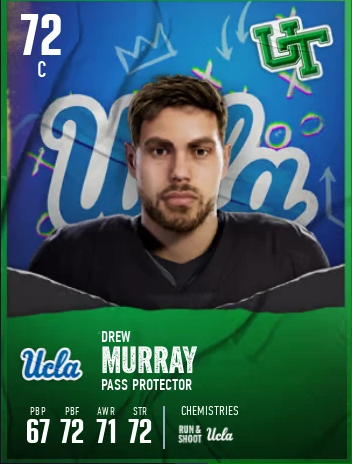 72
C
UT
Ucla
Ucla
DREW
MURRAY
PASS PROTECTOR
PBP PBF AWR STR
67 72 71 72
CHEMISTRIES
RUN &
SHOOT
Ucla